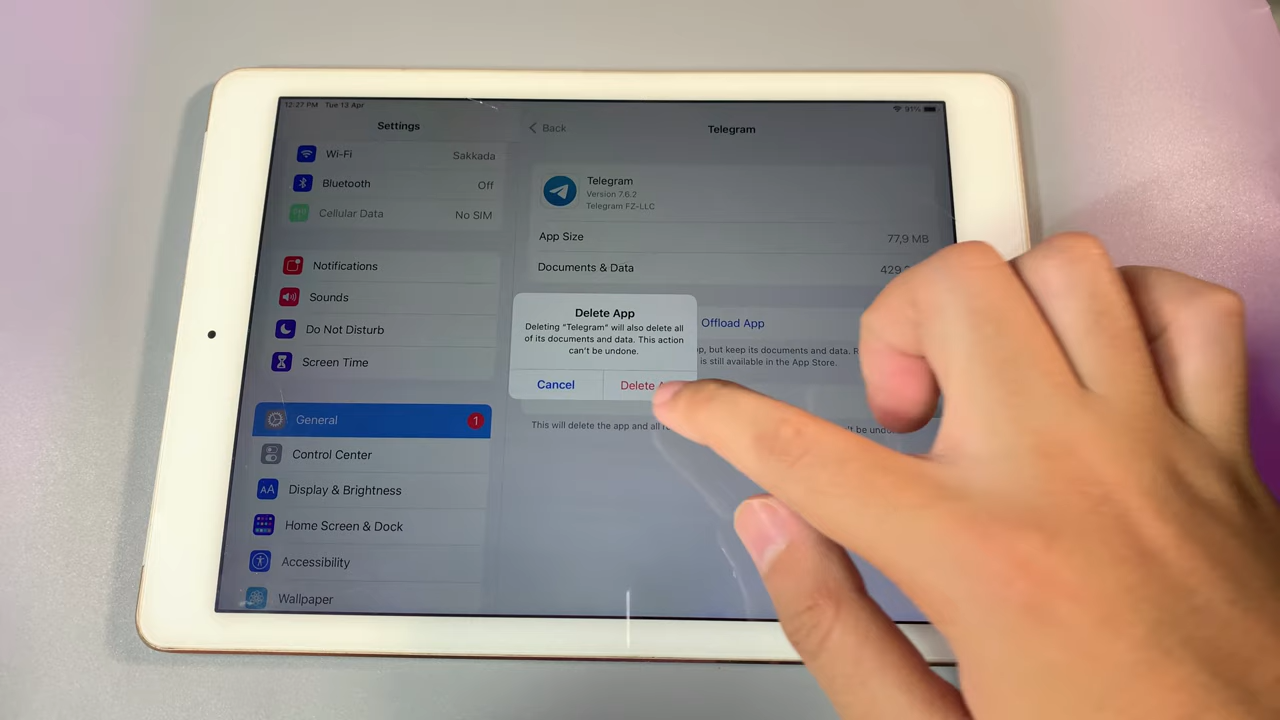 12:27 PM Tue 13 Apr
91%
Settings
Wi-Fi Sakkada
Bluetooth Off
Cellular Data No SIM
Notifications
Sounds
Do Not Disturb
Screen Time
General 1
Control Center
AA Display & Brightness
Home Screen & Dock
Accessibility
Wallpaper
Back
Telegram
Telegram
Version 7.6.2
Telegram FZ-LLC
App Size 77,9 MB
Documents & Data 429
Offload App
but keep its documents and data.
is still available in the App Store.
Delete App
Deleting “Telegram” will also delete all
of its documents and data. This action
can't be undone.
Cancel Delete
This will delete the app and all
be